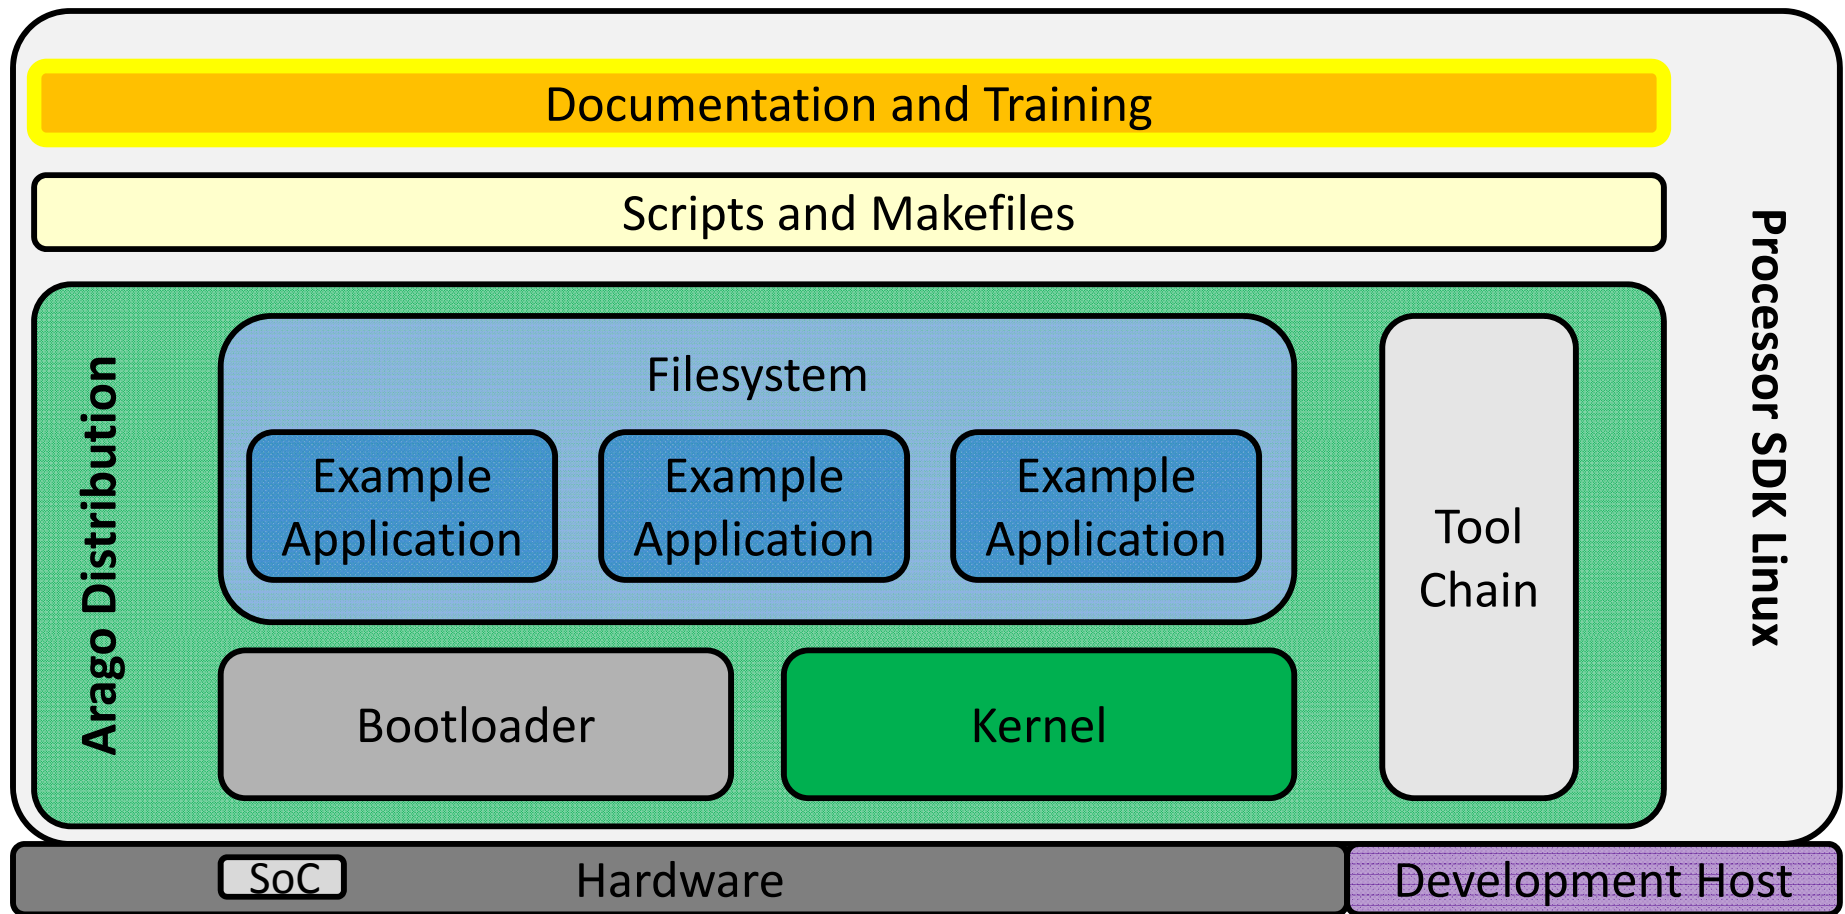 Documentation and Training
Scripts and Makefiles
Processor SDK Linux
Arago Distribution
Filesystem
Example
Application
Example
Application
Example
Application
Tool
Chain
Bootloader
Kernel
SoC
Hardware
Development Host